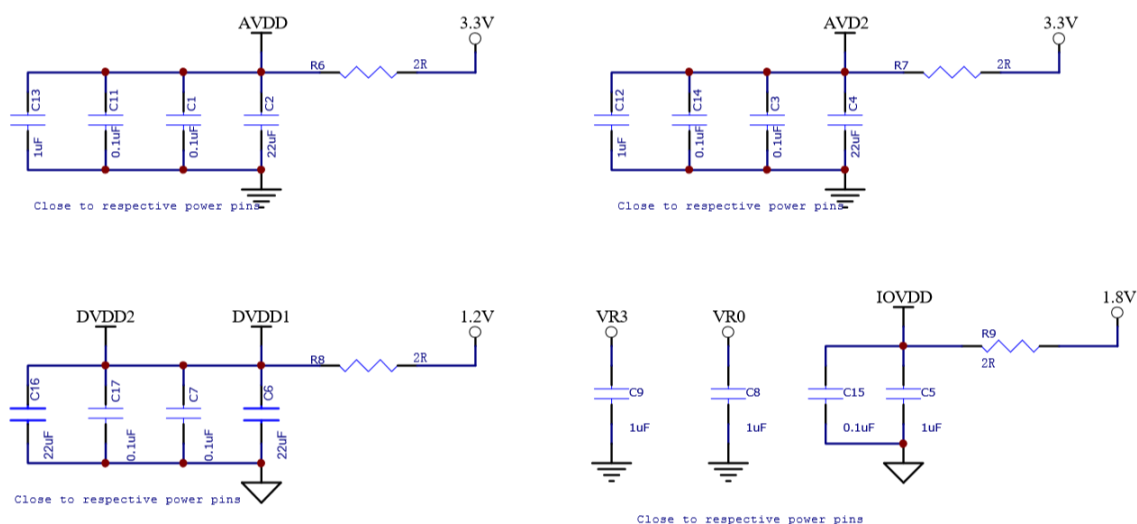 AVDD
3.3V
R6
2R
C13
1uF
C11
0.1uF
C1
0.1uF
C2
22uF
Close to respective power pins
AVD2
3.3V
R7
2R
C12
1uF
C14
0.1uF
C3
0.1uF
C4
22uF
Close to respective power pins
DVDD2
DVDD1
1.2V
R8
2R
C16
22uF
C17
0.1uF
C7
0.1uF
C6
22uF
Close to respective power pins
VR3
C9
1uF
VR0
C8
1uF
IOVDD
1.8V
R9
2R
C15
0.1uF
C5
1uF
Close to respective power pins